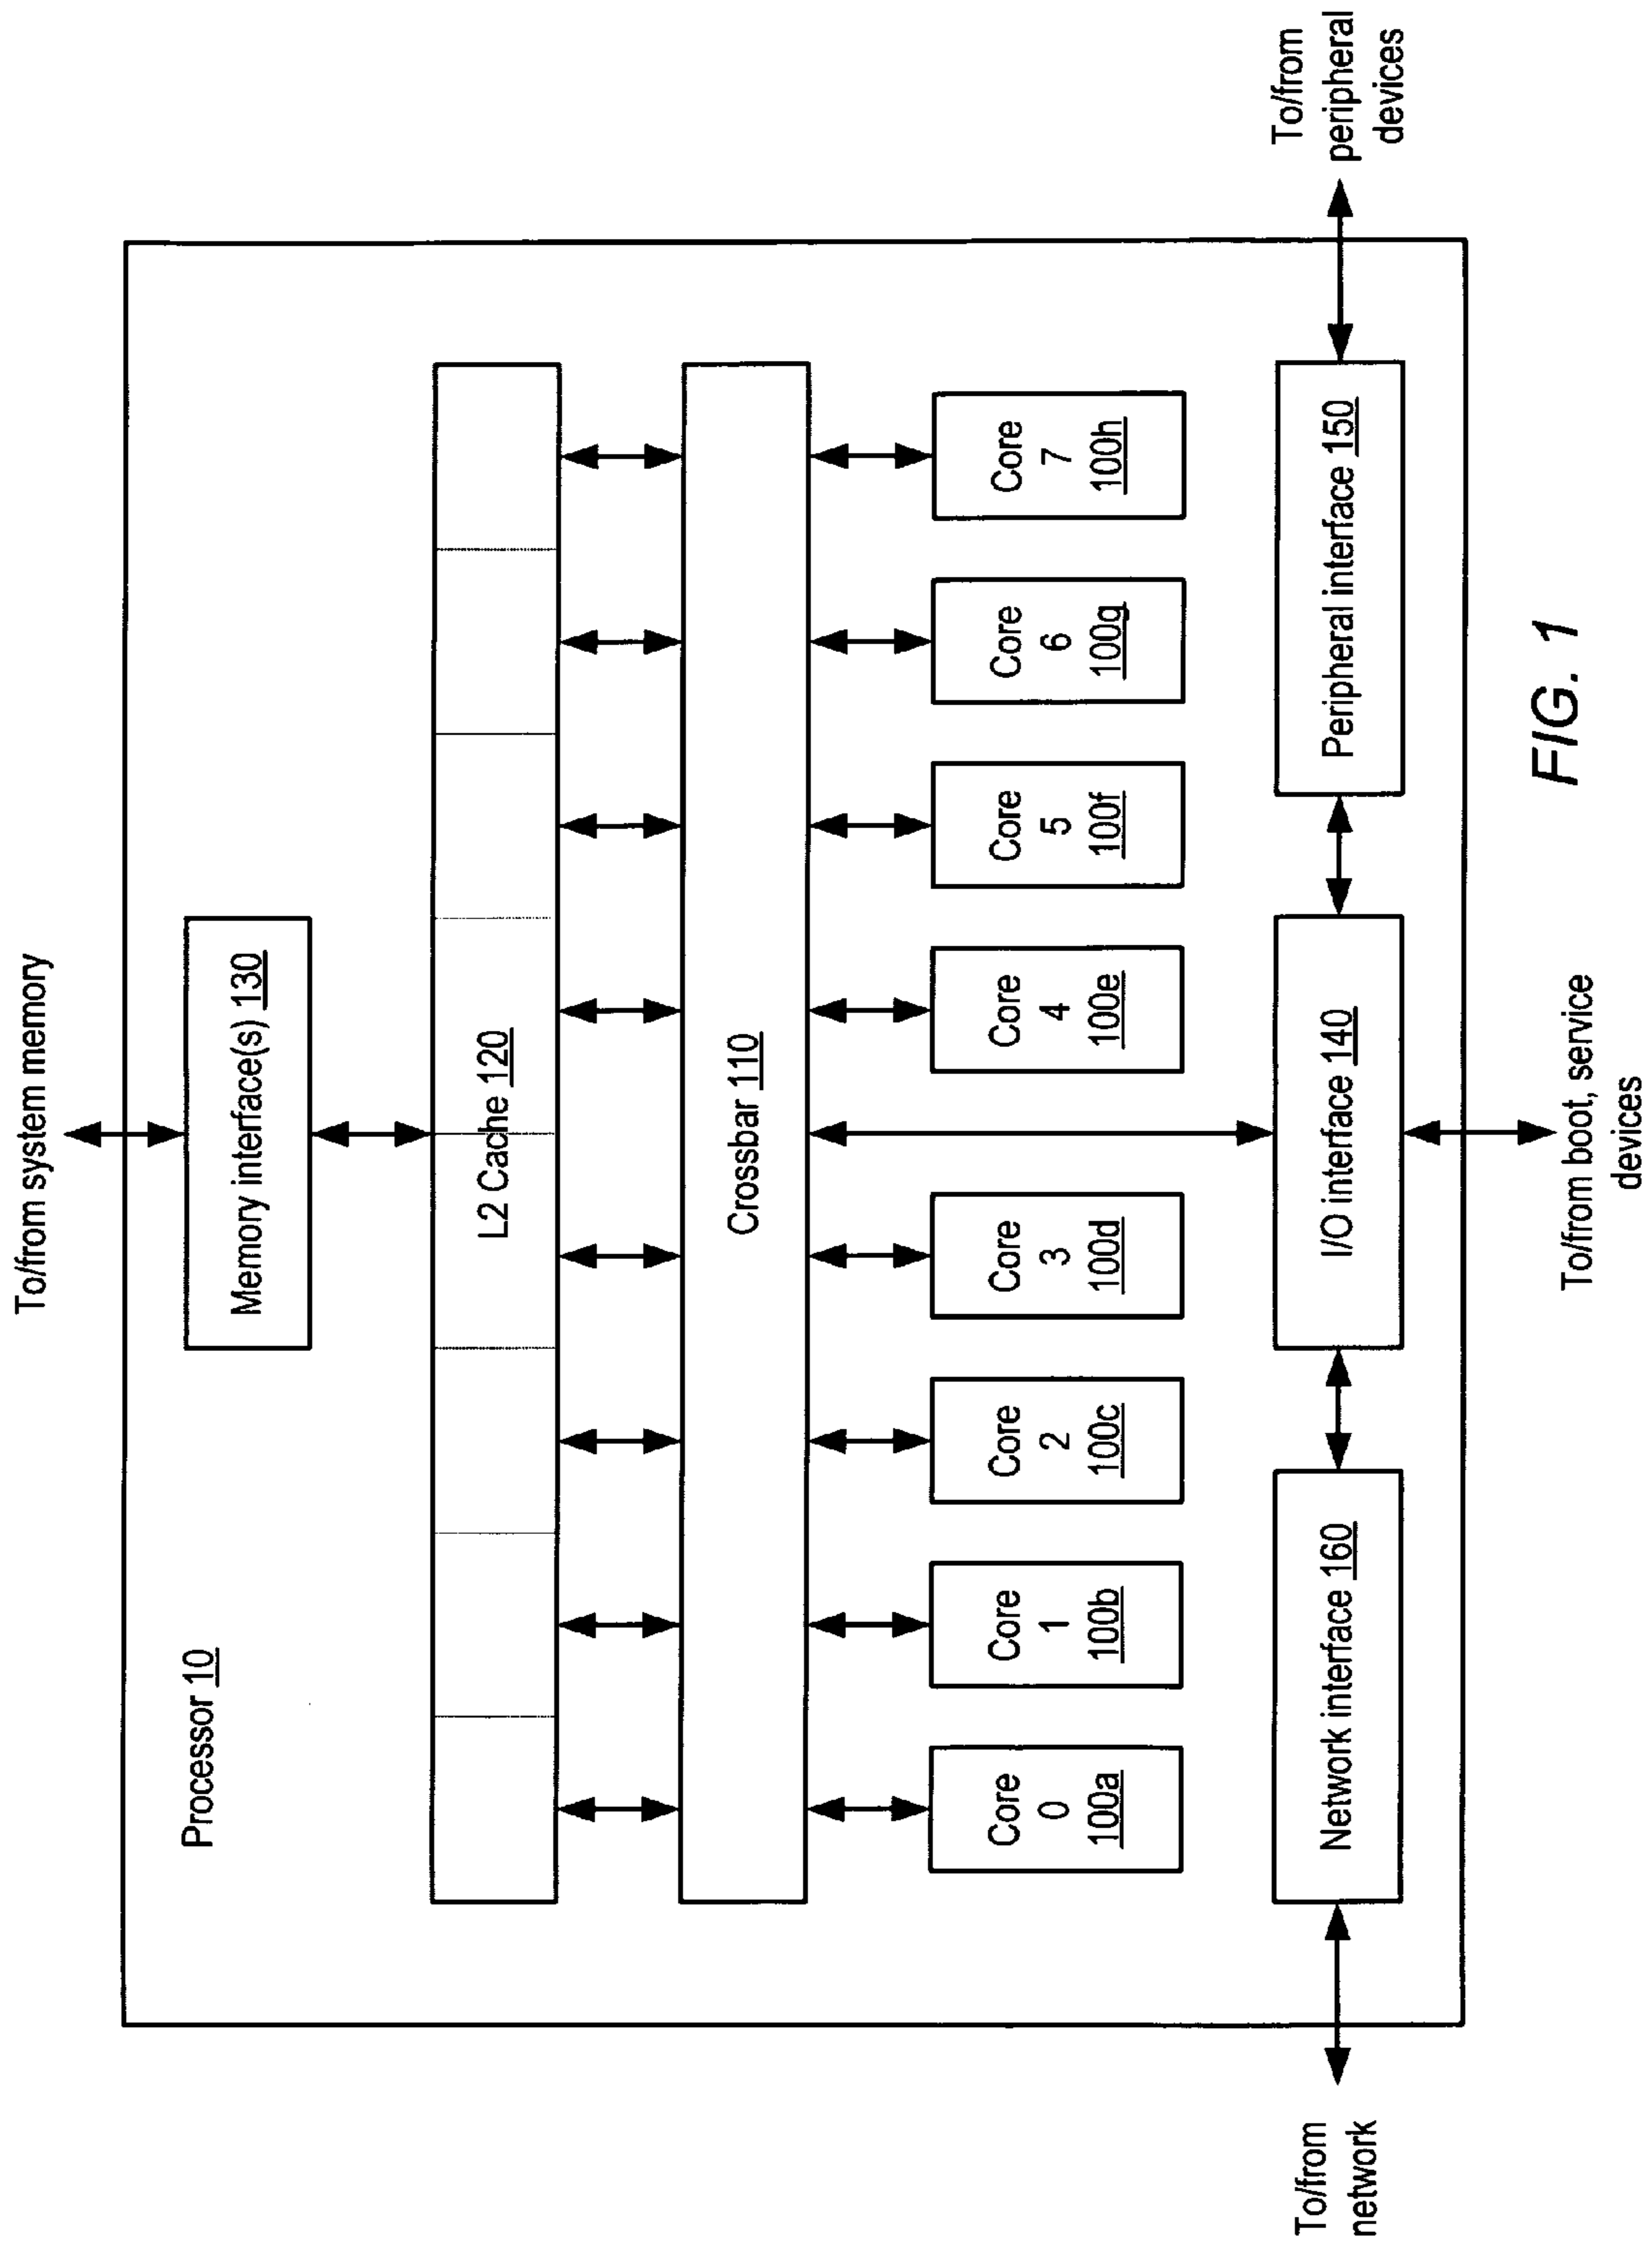 To/from system memory
Processor 10
Memory interface(s) 130
L2 Cache 120
Crossbar 110
Core
0
100a
Core
1
100b
Core
2
100c
Core
3
100d
Core
4
100e
Core
5
100f
Core
6
100g
Core
7
100h
To/from
network
Network interface 160
I/O interface 140
Peripheral interface 150
To/from
peripheral
devices
To/from boot, service
devices
FIG. 1